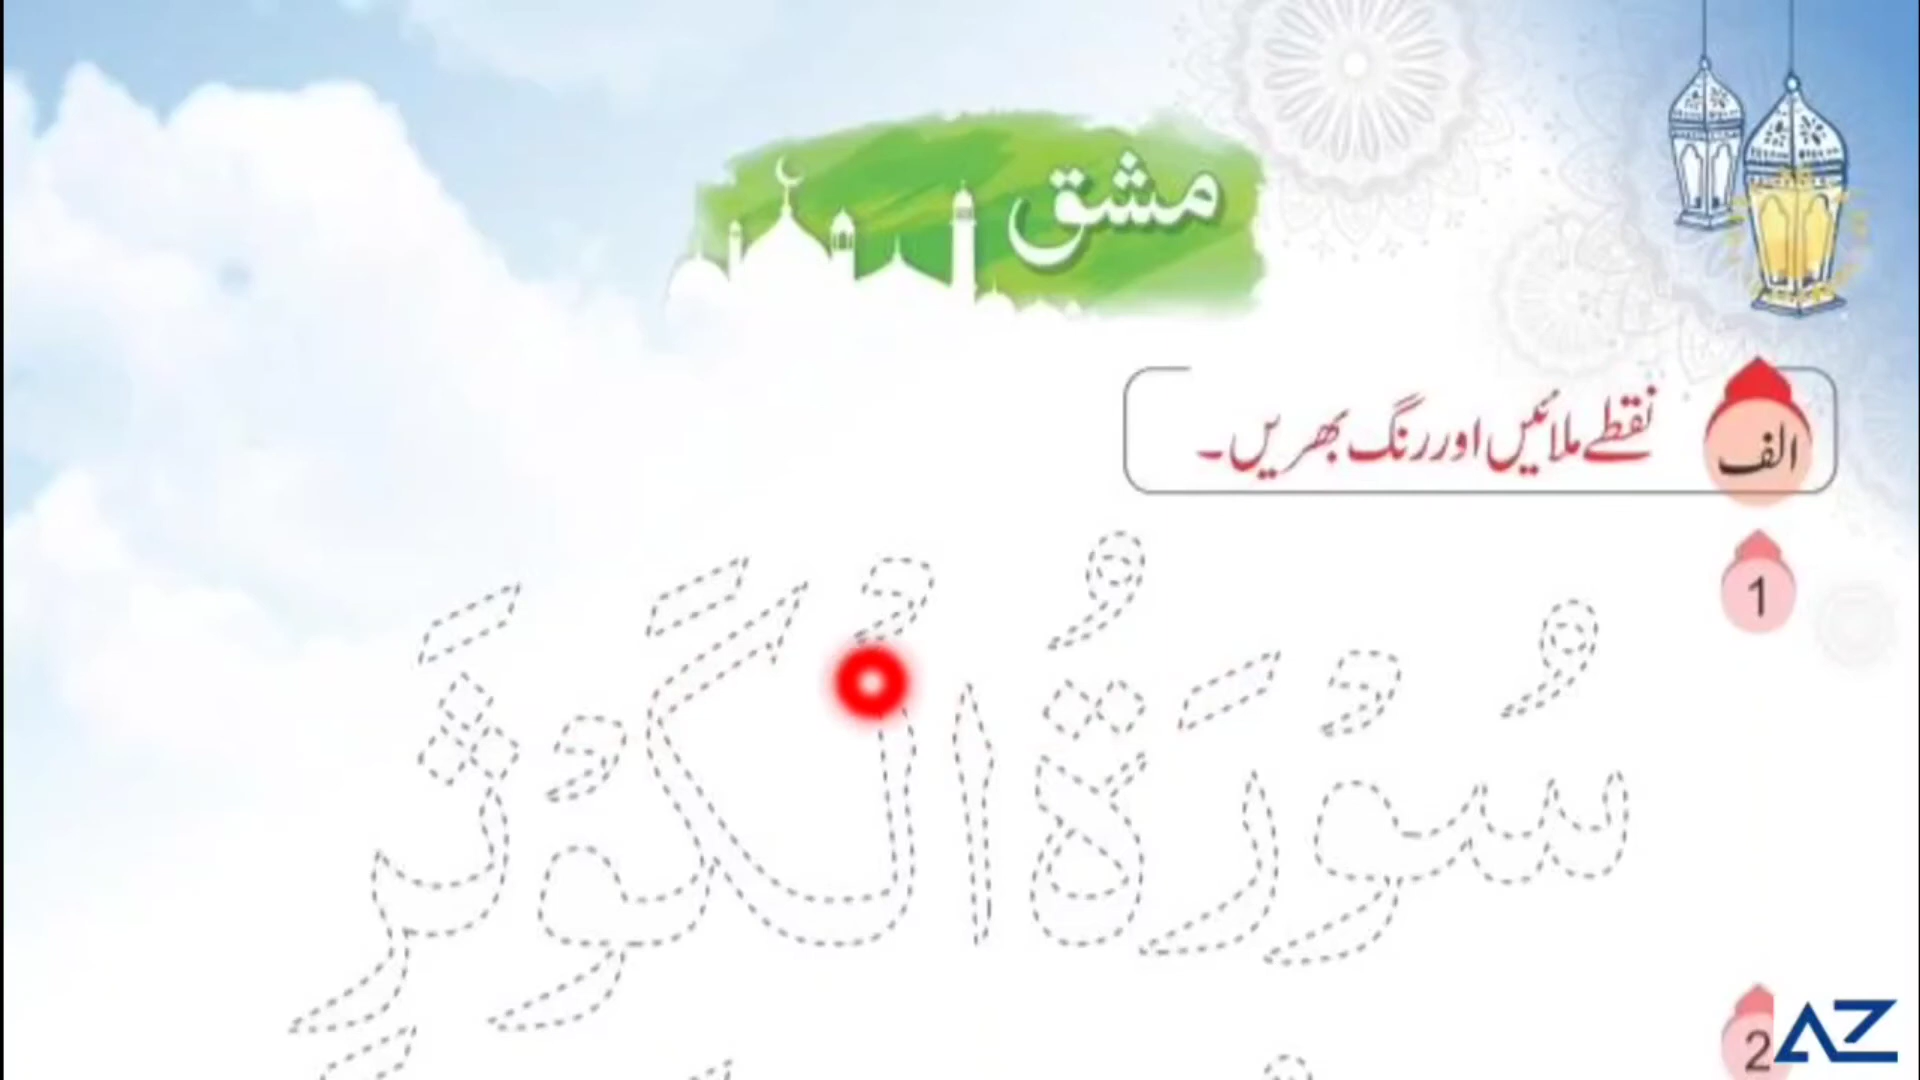 مشق
الف نقطے ملائیں اور رنگ بھریں۔
1
سُوْرَةُ الْكَوْثَرِ
2
AZ